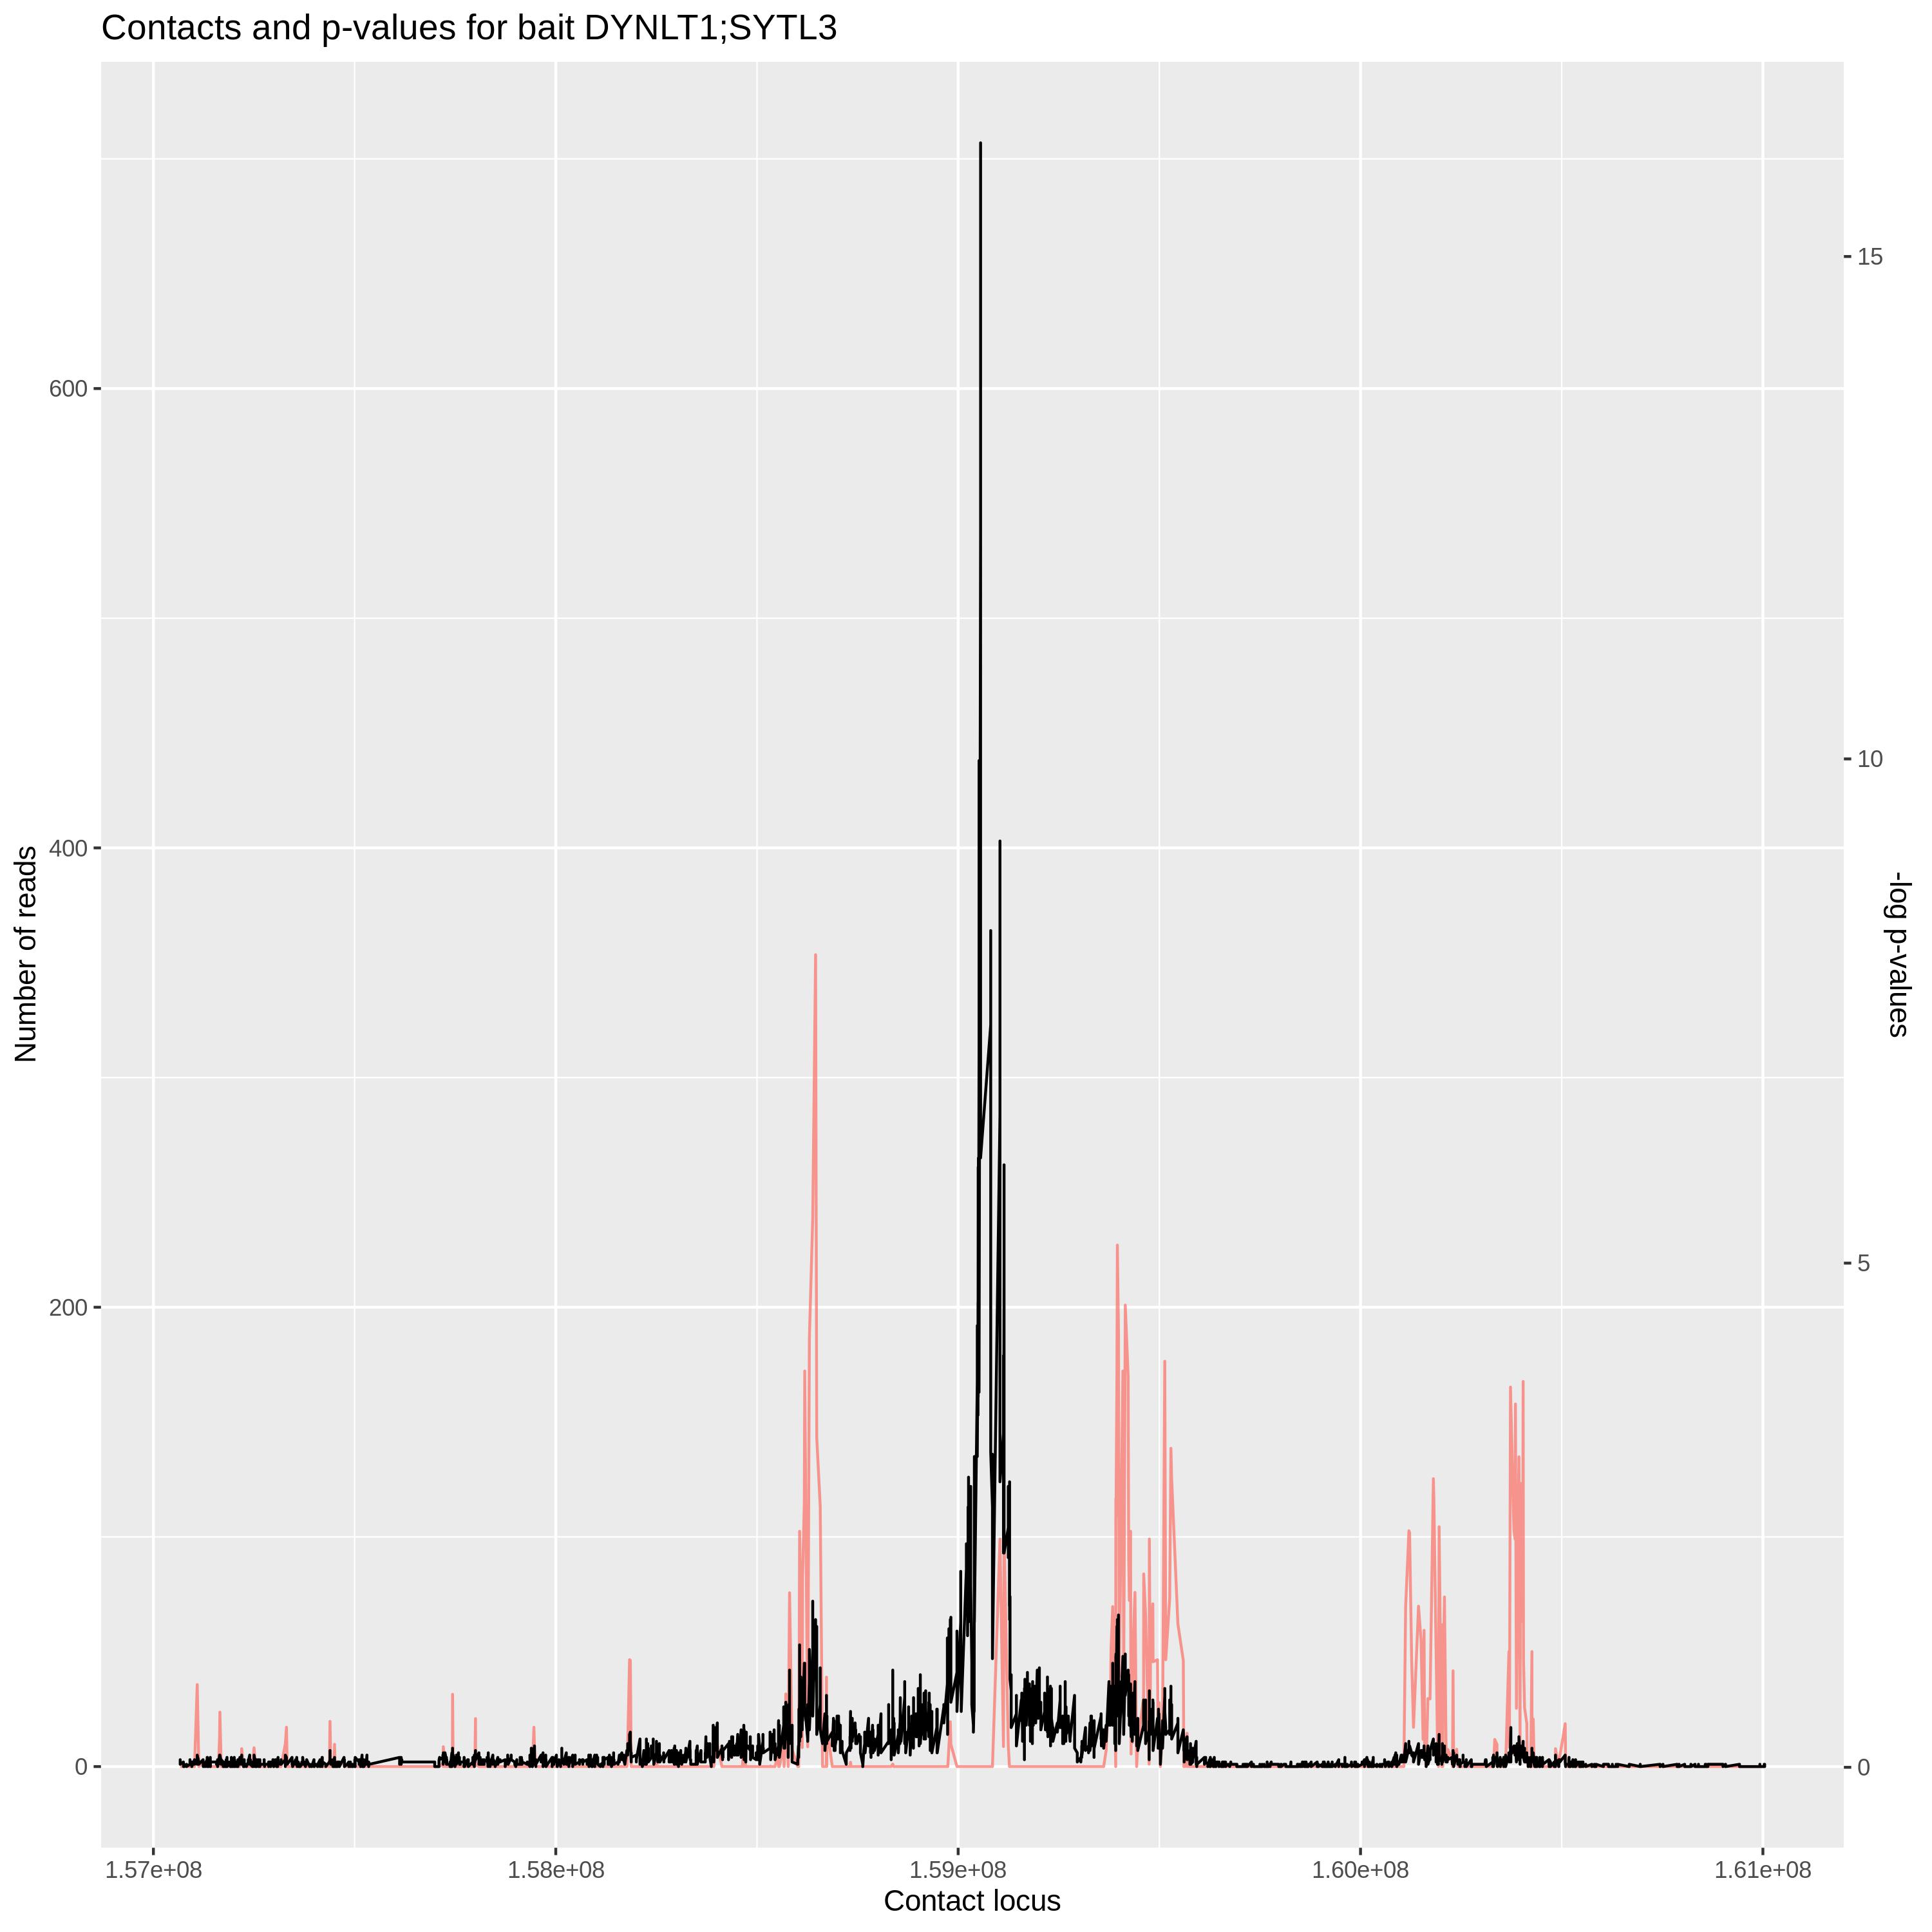 Contacts and p-values for bait DYNLT1;SYTL3
Number of reads
600
400
200
0
15
10
5
0
-log p-values
1.57e+08 1.58e+08 1.59e+08 1.60e+08 1.61e+08
Contact locus